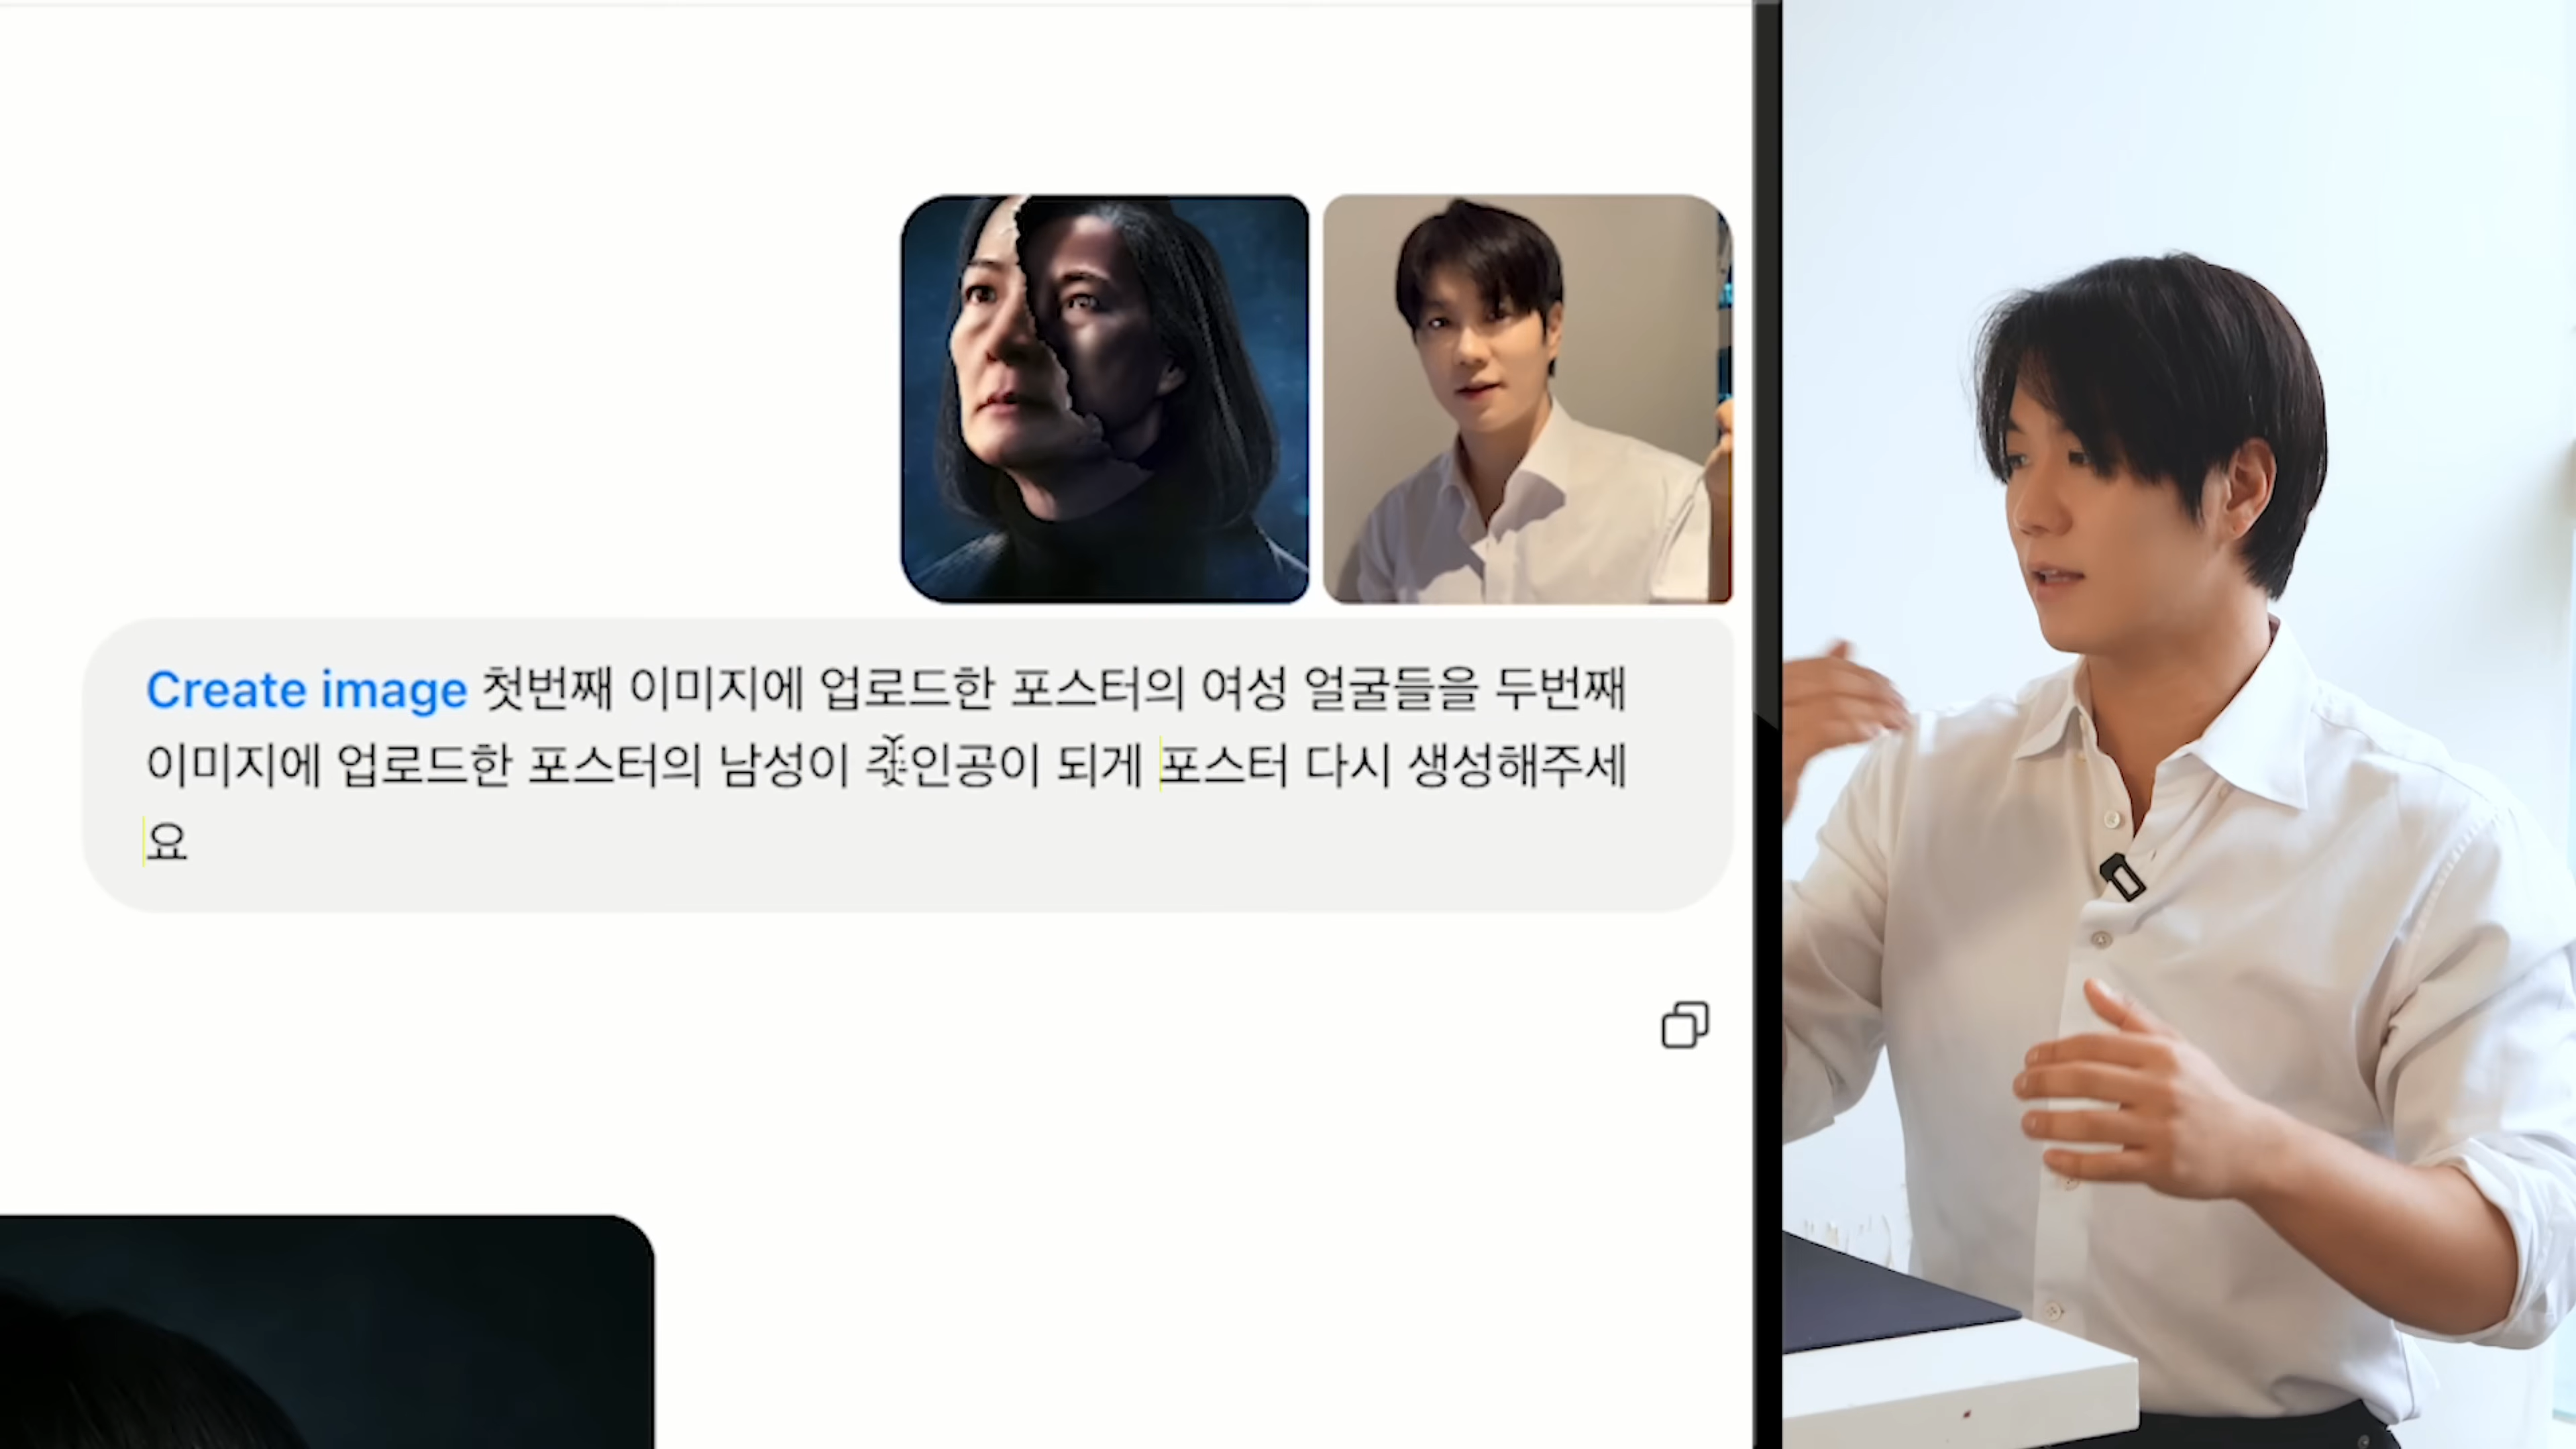 Create image 첫번째 이미지에 업로드한 포스터의 여성 얼굴들을 두번째
이미지에 업로드한 포스터의 남성이 주인공이 되게 포스터 다시 생성해주세
요